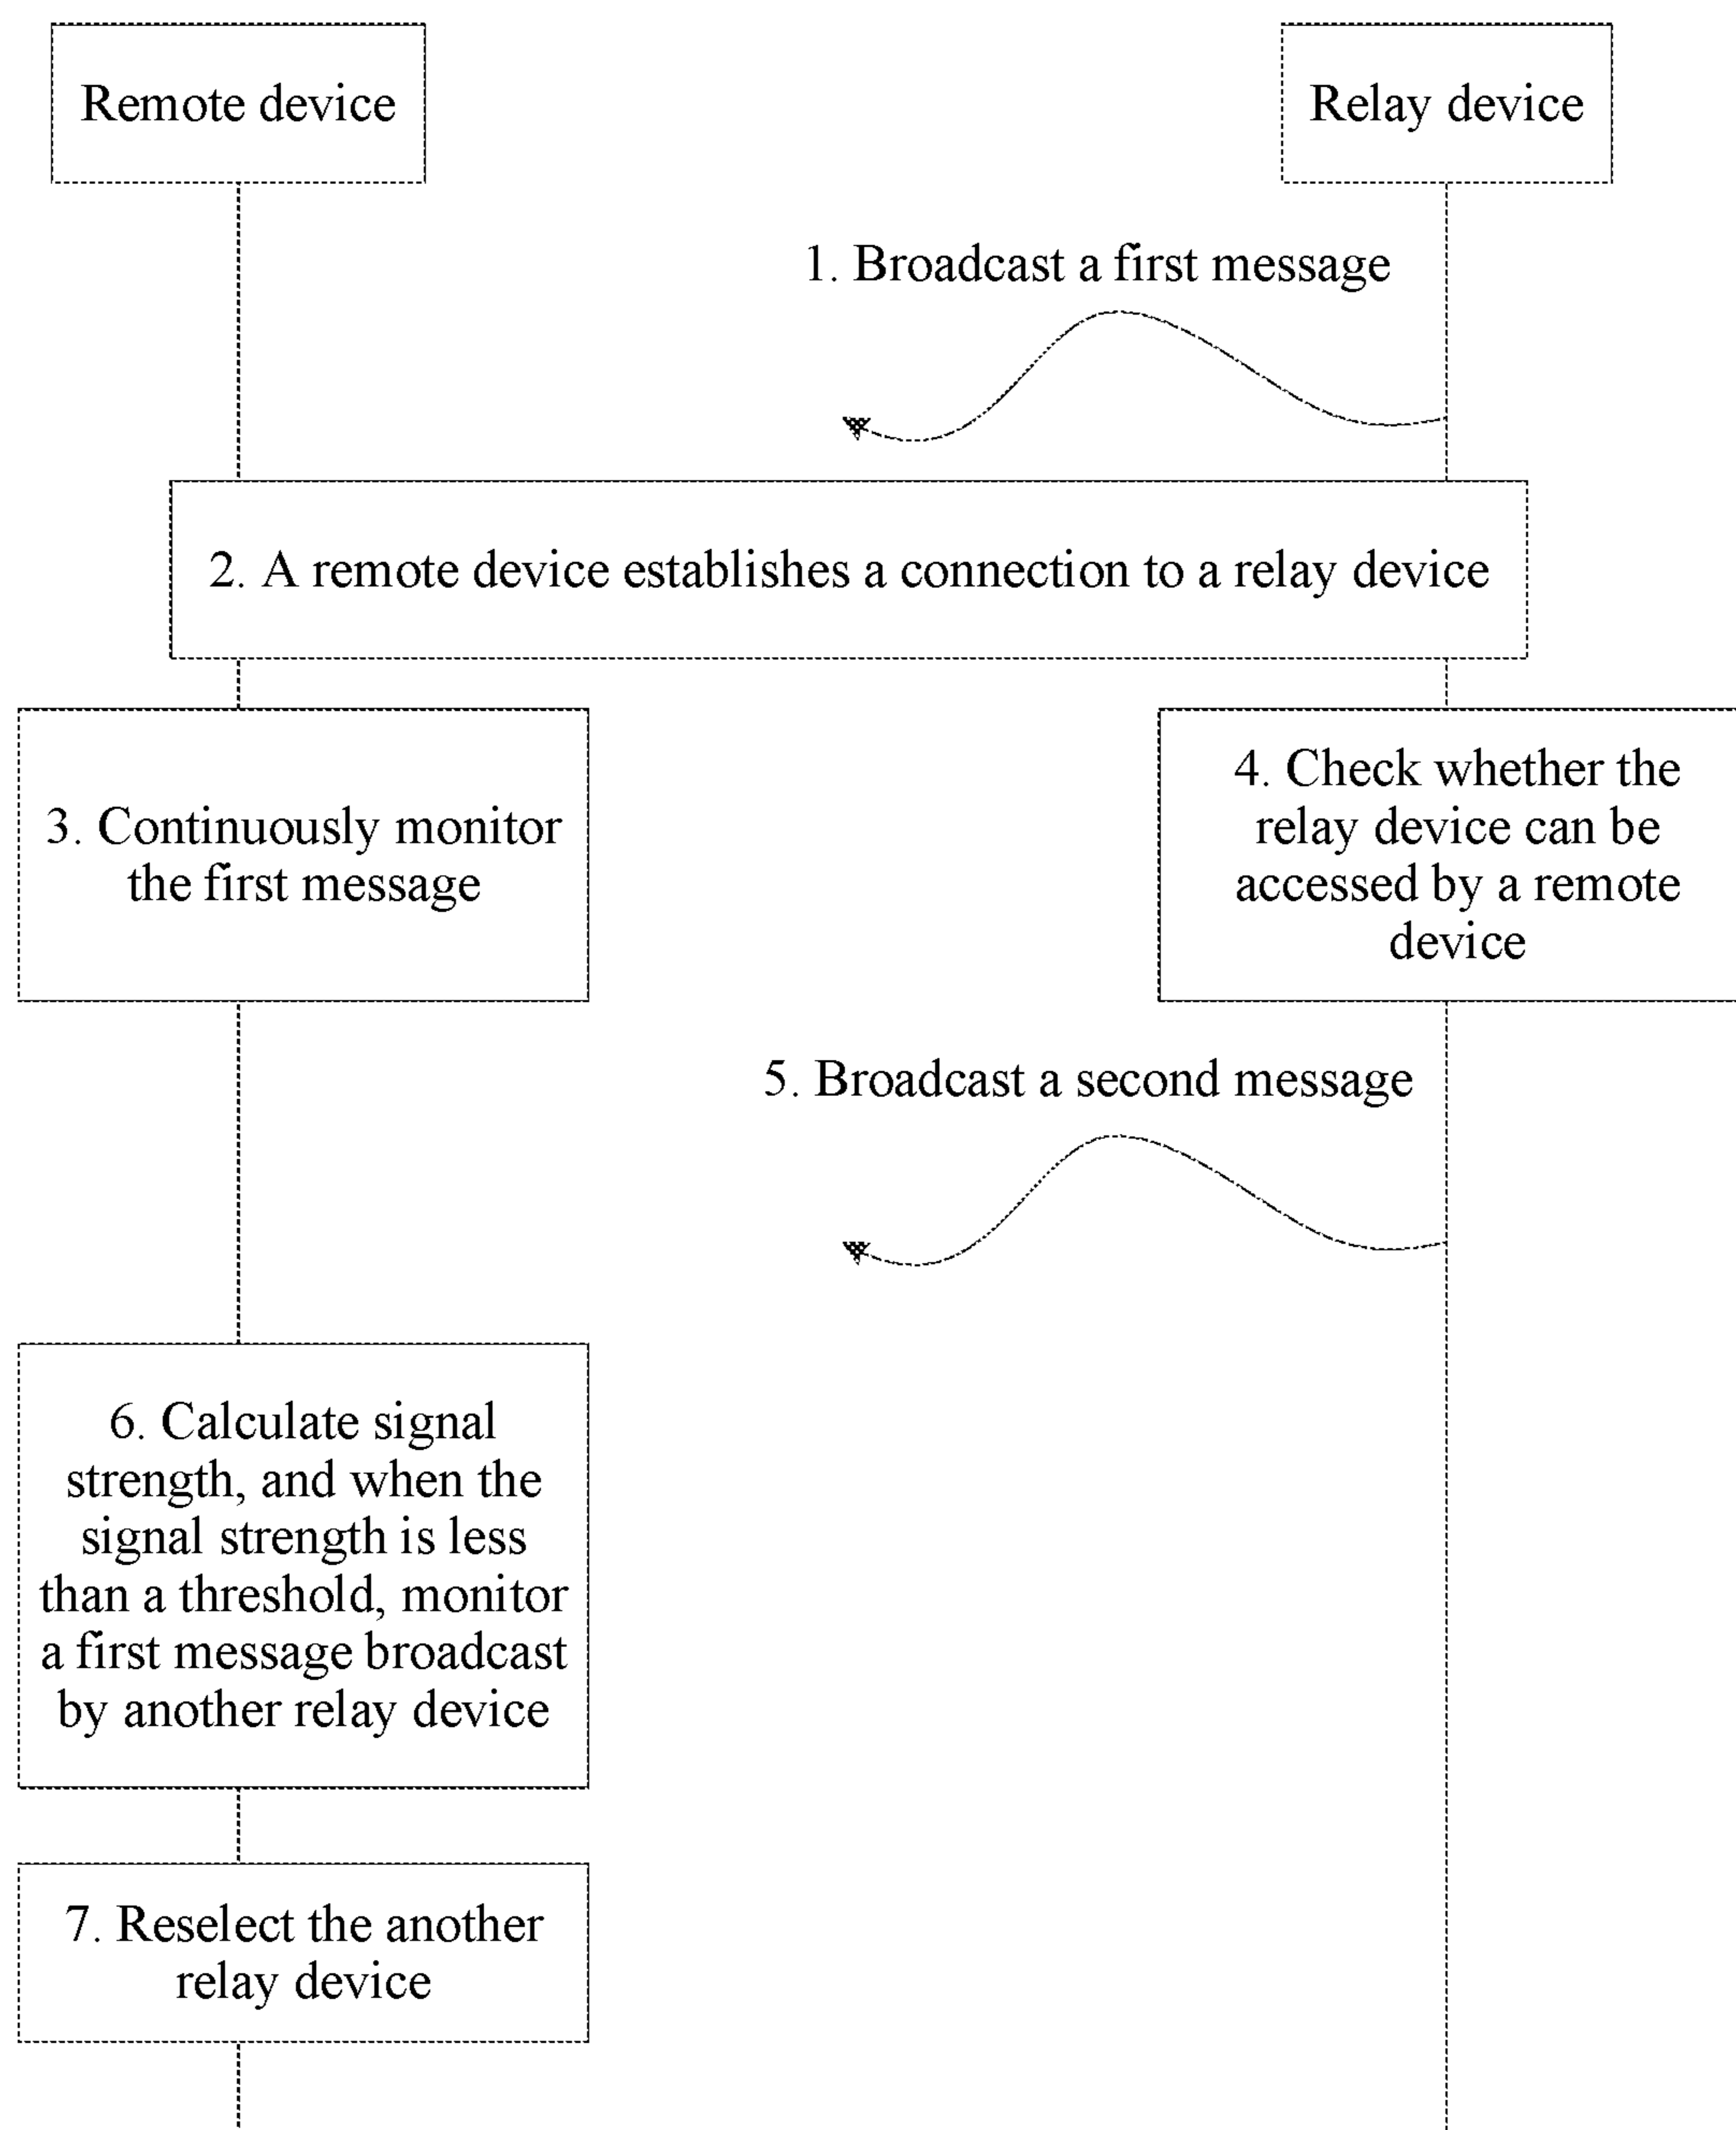 Remote device
Relay device
1. Broadcast a first message
2. A remote device establishes a connection to a relay device
3. Continuously monitor
the first message
4. Check whether the
relay device can be
accessed by a remote
device
5. Broadcast a second message
6. Calculate signal
strength, and when the
signal strength is less
than a threshold, monitor
a first message broadcast
by another relay device
7. Reselect the another
relay device